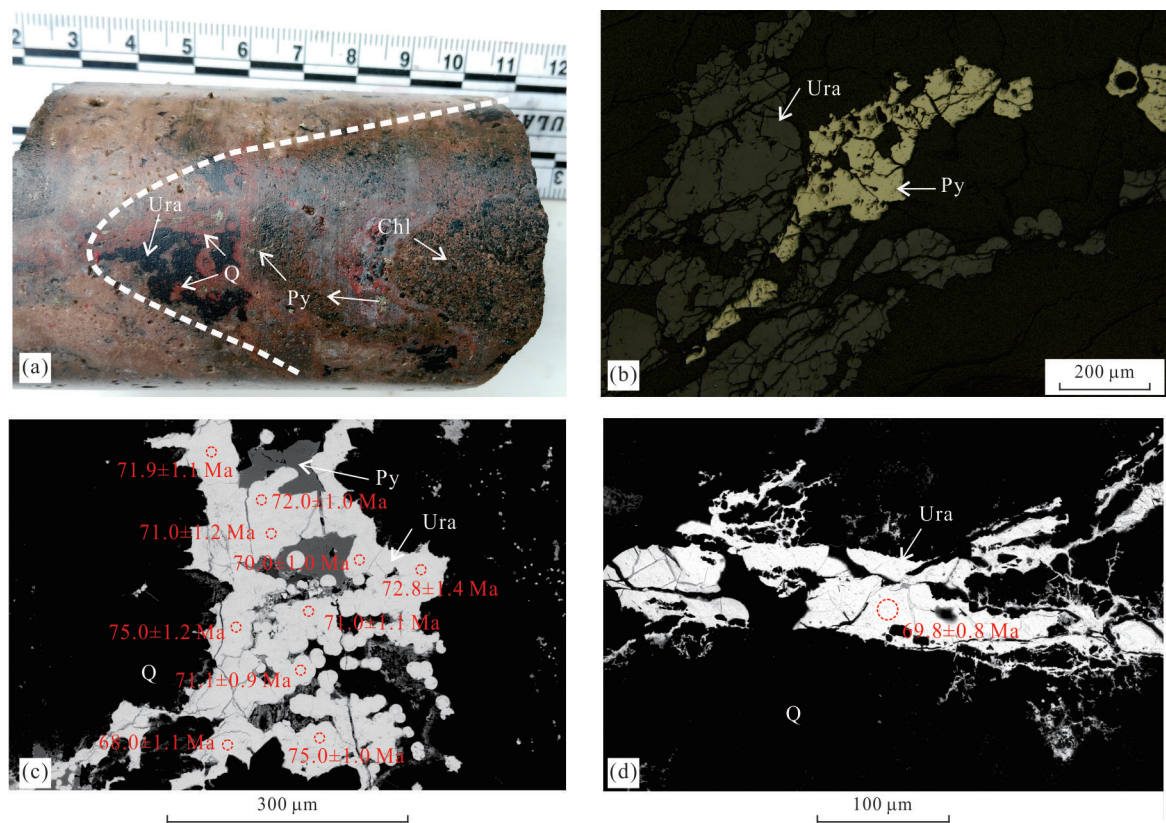 2 3 4 5 6 7 8 9 10 11 12
ULAN
3
Ura
Chl
Q
Py
(a)
Ura
Py
(b)
200 μm
71.9±1.1 Ma
Py
72.0±1.0 Ma
71.0±1.2 Ma
Ura
70.0±1.0 Ma
72.8±1.4 Ma
71.0±1.1 Ma
75.0±1.2 Ma
Q
71.1±0.9 Ma
68.0±1.1 Ma
75.0±1.0 Ma
(c)
300 μm
Ura
69.8±0.8 Ma
Q
(d)
100 μm